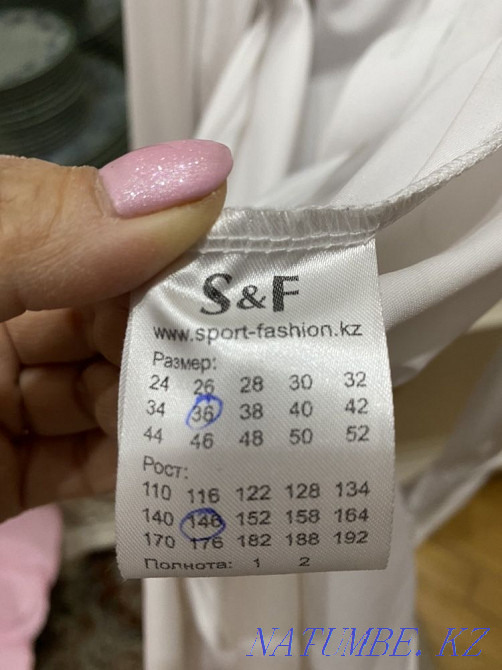 S&F
www.sport-fashion.kz
Размер:
24 26 28 30 32
34 36 38 40 42
44 46 48 50 52
Рост:
110 116 122 128 134
140 146 152 158 164
170 176 182 188 192
Полнота: 1 2
NATUMBE.KZ